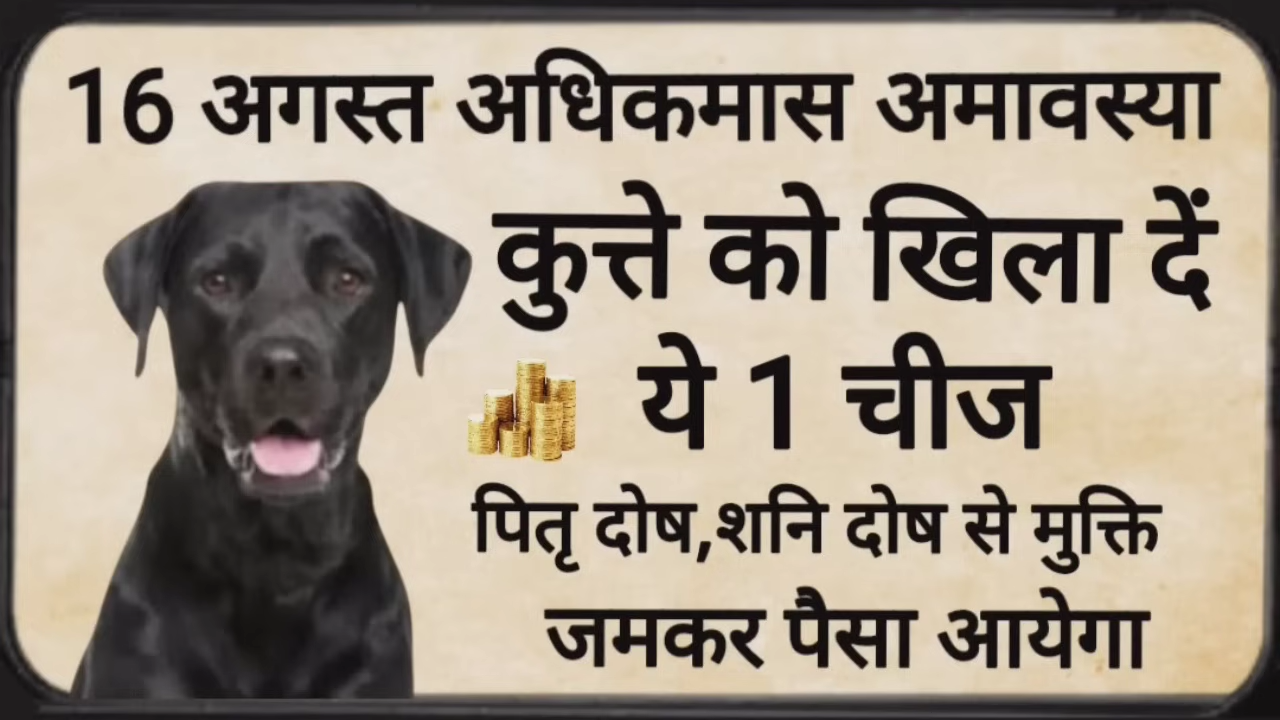 16 अगस्त अधिकमास अमावस्या
कुत्ते को खिला दें
ये 1 चीज
पितृ दोष,शनि दोष से मुक्ति
जमकर पैसा आयेगा